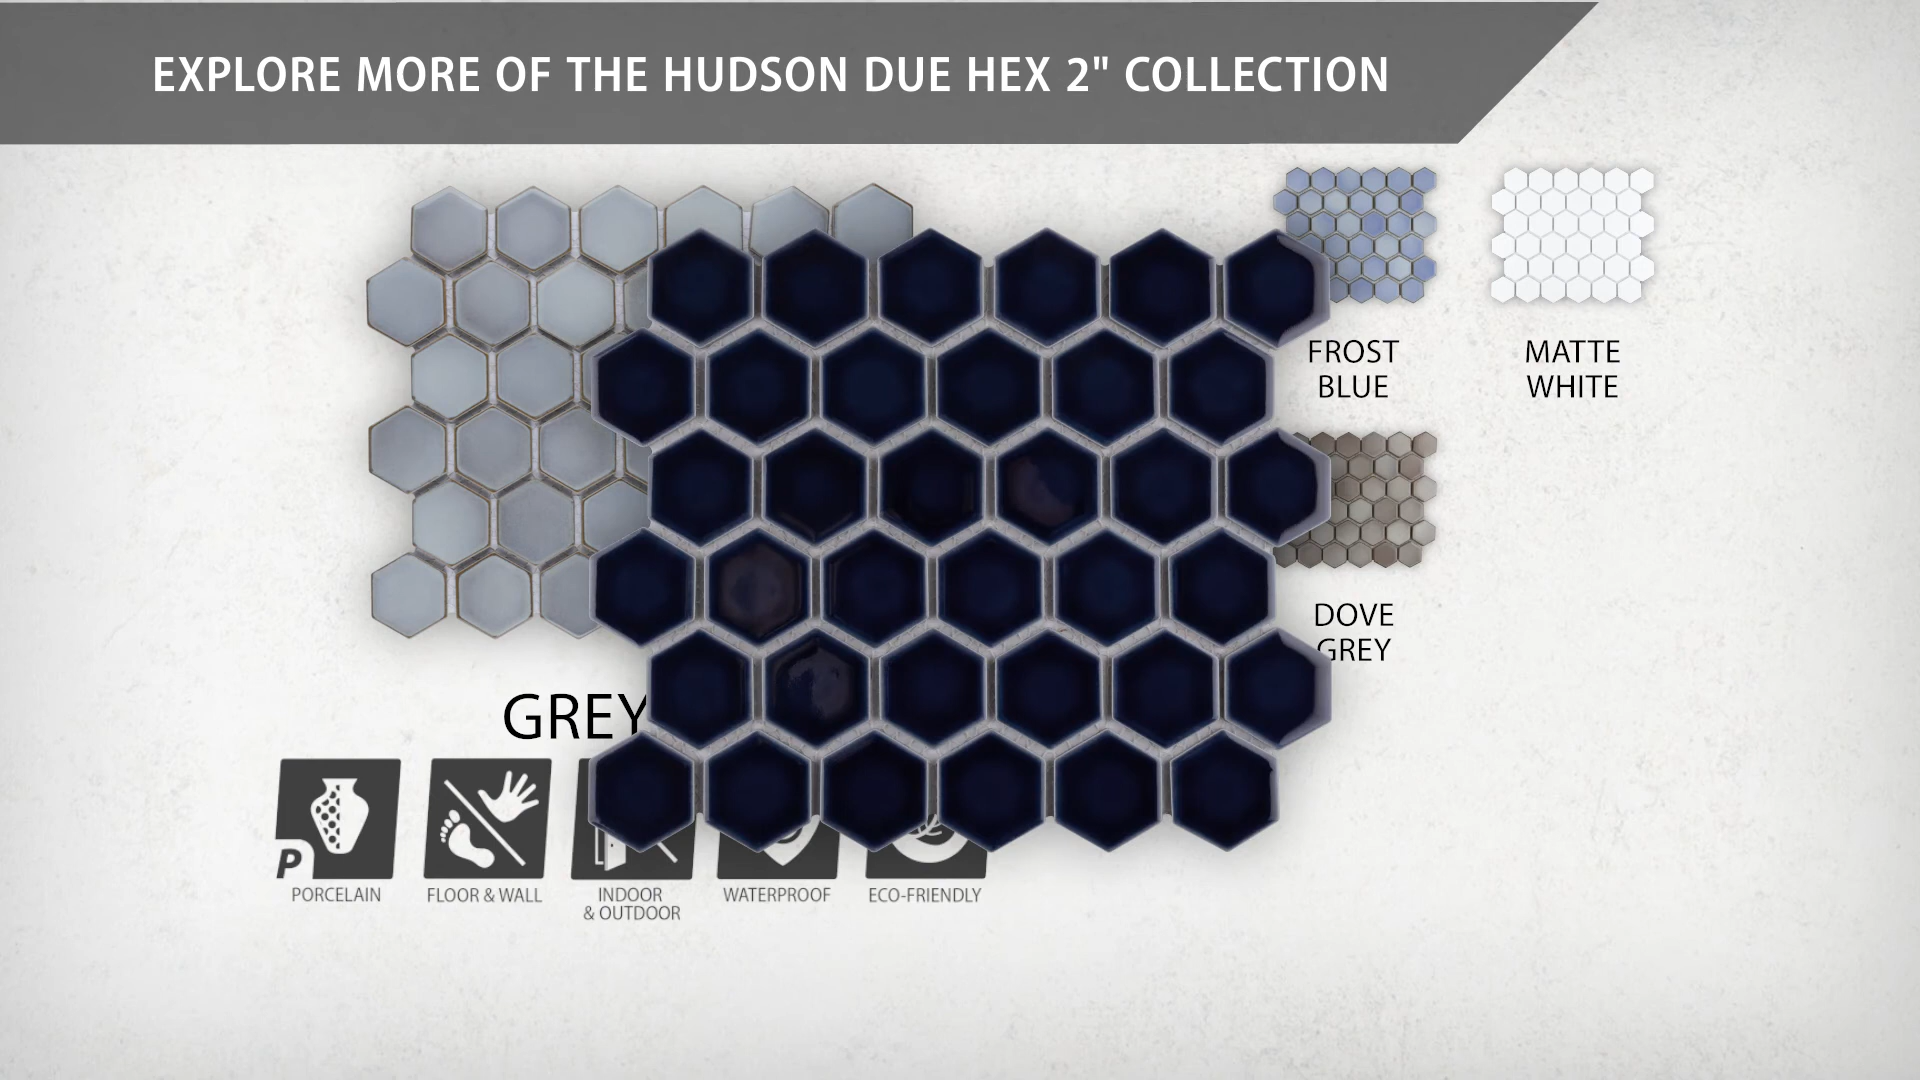 EXPLORE MORE OF THE HUDSON DUE HEX 2" COLLECTION
FROST
BLUE
MATTE
WHITE
DOVE
GREY
GREY
P
PORCELAIN
FLOOR & WALL
INDOOR
& OUTDOOR
WATERPROOF
ECO-FRIENDLY